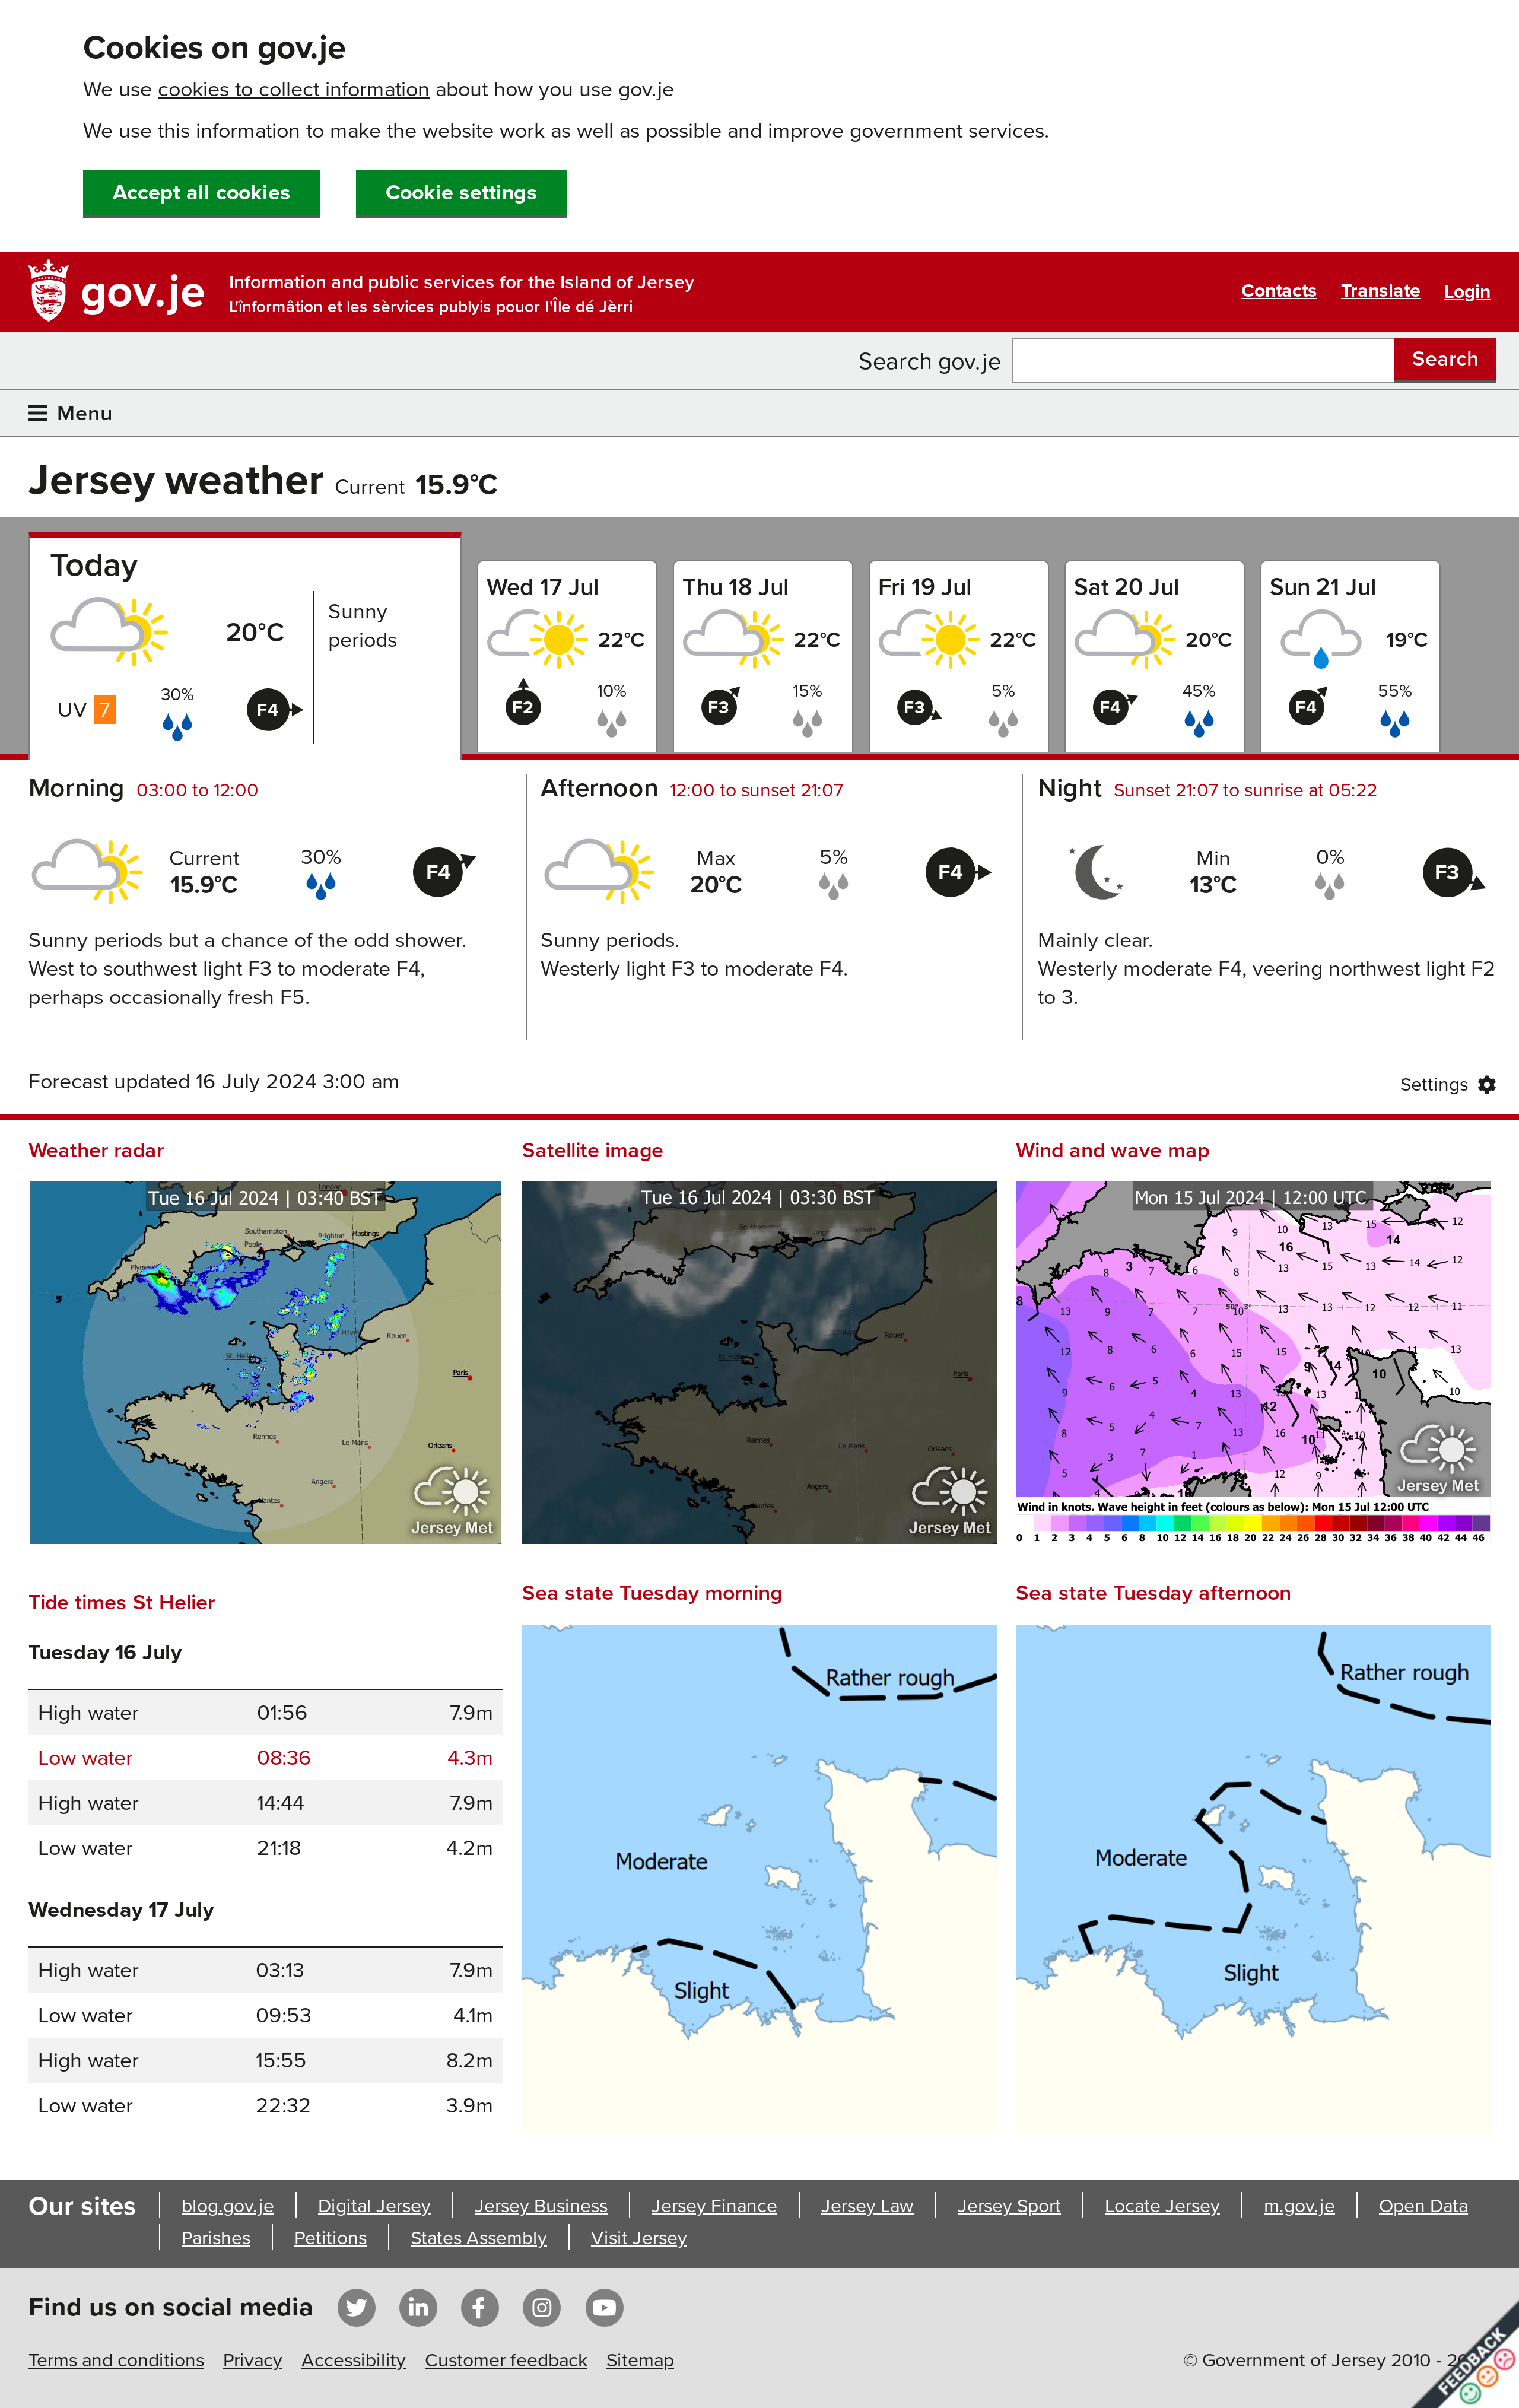 Cookies on gov.je
We use cookies to collect information about how you use gov.je
We use this information to make the website work as well as possible and improve government services.
Accept all cookies
Cookie settings
gov.je
Information and public services for the Island of Jersey
L'înformâtion et les sèrvices publyis pouor I'Île dé Jèrri
Contacts
Translate
Login
Search gov.je
Search
Menu
Jersey weather Current 15.9°C
Today
20°C
Sunny
periods
UV 7
30%
F4
Wed 17 Jul
22°C
F2
10%
Thu 18 Jul
22°C
F3
15%
Fri 19 Jul
22°C
F3
5%
Sat 20 Jul
20°C
F4
45%
Sun 21 Jul
19°C
F4
55%
Morning 03:00 to 12:00
Current
15.9°C
30%
F4
Sunny periods but a chance of the odd shower.
West to southwest light F3 to moderate F4,
perhaps occasionally fresh F5.
Afternoon 12:00 to sunset 21:07
Max
20°C
5%
F4
Sunny periods.
Westerly light F3 to moderate F4.
Night Sunset 21:07 to sunrise at 05:22
Min
13°C
0%
F3
Mainly clear.
Westerly moderate F4, veering northwest light F2
to 3.
Forecast updated 16 July 2024 3:00 am
Settings
Weather radar
Tue 16 Jul 2024 | 03:40 BST
London
Southampton
Poole
Brighton
Hastings
Rouen
Paris
Rennes
Le Mans
Orleans
Angers
Jersey Met
Satellite image
Tue 16 Jul 2024 | 03:30 BST
Rouen
Paris
Rennes
Le Mans
Orleans
Angers
Jersey Met
Wind and wave map
Mon 15 Jul 2024 | 12:00 UTC
Jersey Met
Wind in knots. Wave height in feet (colours as below): Mon 15 Jul 12:00 UTC
0 1 2 3 4 5 6 8 10 12 14 16 18 20 22 24 26 28 30 32 34 36 38 40 42 44 46
Tide times St Helier
Tuesday 16 July
High water 01:56 7.9m
Low water 08:36 4.3m
High water 14:44 7.9m
Low water 21:18 4.2m
Wednesday 17 July
High water 03:13 7.9m
Low water 09:53 4.1m
High water 15:55 8.2m
Low water 22:32 3.9m
Sea state Tuesday morning
Rather rough
Moderate
Slight
Sea state Tuesday afternoon
Rather rough
Moderate
Slight
Our sites
blog.gov.je
Digital Jersey
Jersey Business
Jersey Finance
Jersey Law
Jersey Sport
Locate Jersey
m.gov.je
Open Data
Parishes
Petitions
States Assembly
Visit Jersey
Find us on social media
Terms and conditions
Privacy
Accessibility
Customer feedback
Sitemap
© Government of Jersey 2010 -
FEEDBACK